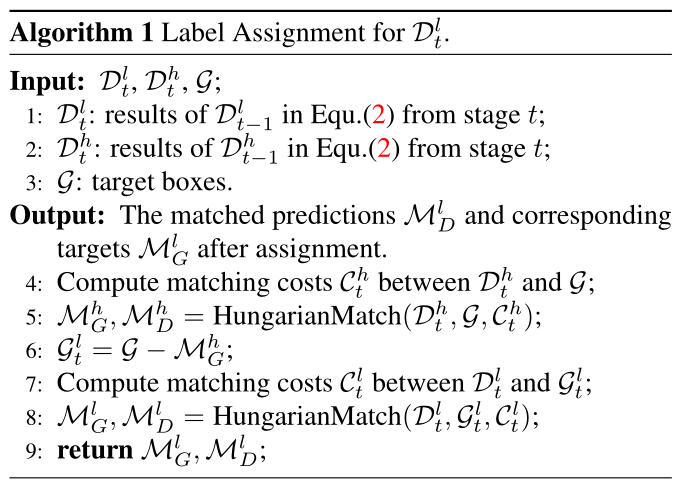 Algorithm 1 Label Assignment for $\mathcal{D}_t^l$.
Input: $\mathcal{D}_t^l, \mathcal{D}_t^h, \mathcal{G}$;
1: $\mathcal{D}_t^l$: results of $\mathcal{D}_{t-1}^l$ in Equ.(2) from stage $t$;
2: $\mathcal{D}_t^h$: results of $\mathcal{D}_{t-1}^h$ in Equ.(2) from stage $t$;
3: $\mathcal{G}$: target boxes.
Output: The matched predictions $\mathcal{M}_D^l$ and corresponding
targets $\mathcal{M}_G^l$ after assignment.
4: Compute matching costs $\mathcal{C}_t^h$ between $\mathcal{D}_t^h$ and $\mathcal{G}$;
5: $\mathcal{M}_G^h, \mathcal{M}_D^h$ = HungarianMatch($\mathcal{D}_t^h, \mathcal{G}, \mathcal{C}_t^h$);
6: $\mathcal{G}_t^l = \mathcal{G} - \mathcal{M}_G^h$;
7: Compute matching costs $\mathcal{C}_t^l$ between $\mathcal{D}_t^l$ and $\mathcal{G}_t^l$;
8: $\mathcal{M}_G^l, \mathcal{M}_D^l$ = HungarianMatch($\mathcal{D}_t^l, \mathcal{G}_t^l, \mathcal{C}_t^l$);
9: return $\mathcal{M}_G^l, \mathcal{M}_D^l$;